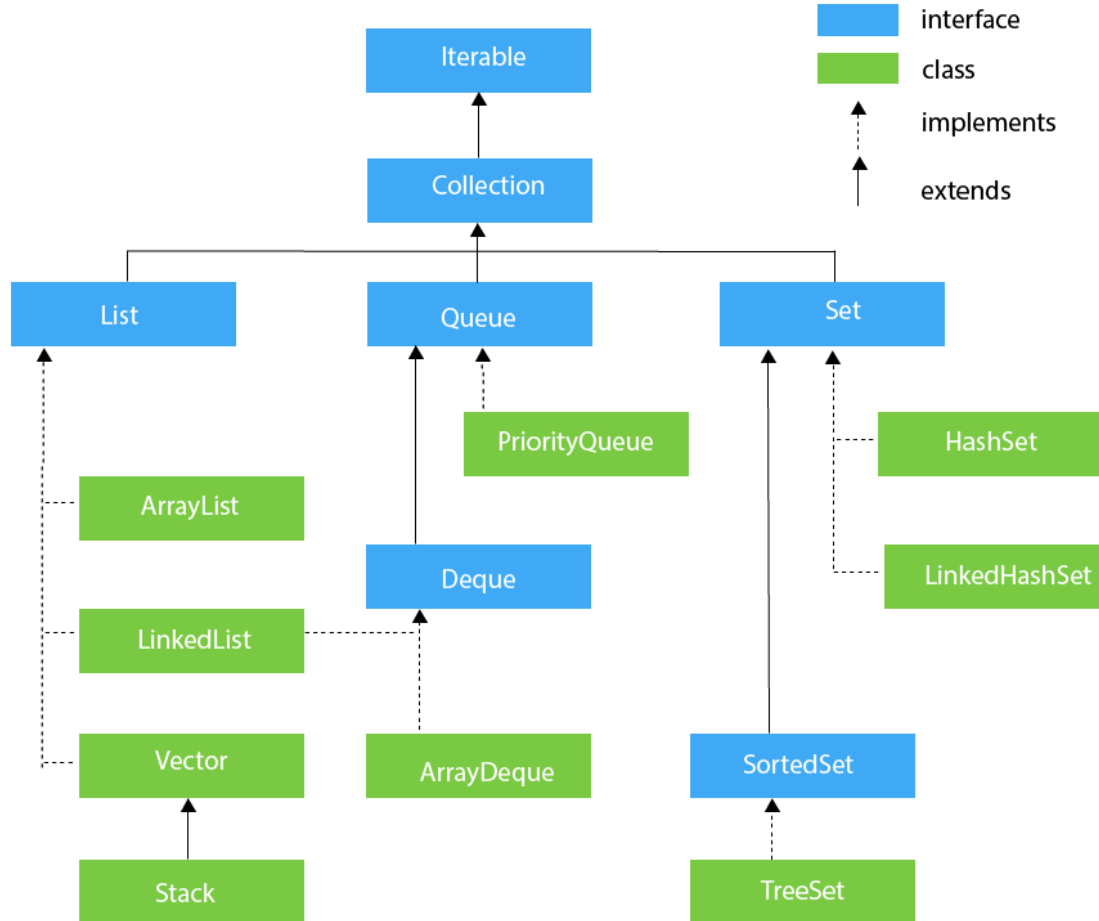 interface
Iterable
class
implements
Collection
extends
List
Queue
Set
PriorityQueue
HashSet
ArrayList
Deque
LinkedHashSet
LinkedList
Vector
ArrayDeque
SortedSet
Stack
TreeSet